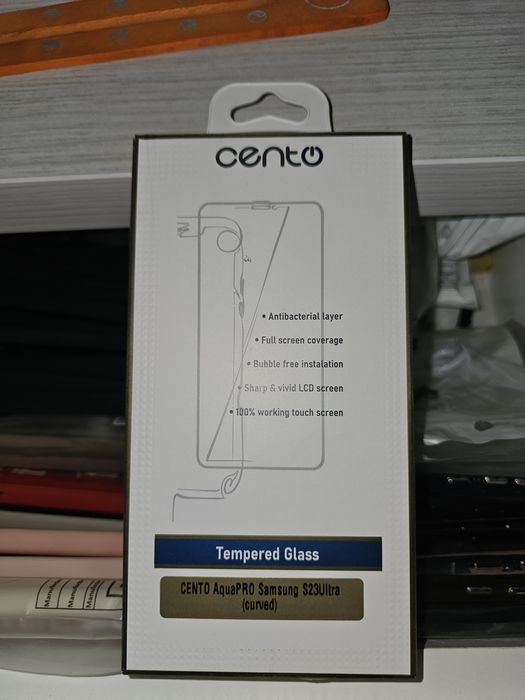 cento
• Antibacterial layer
• Full screen coverage
• Bubble free instalation
• Sharp & vivid LCD screen
• 100% working touch screen
Tempered Glass
CENTO AquaPRO Samsung S23Ultra
(curved)